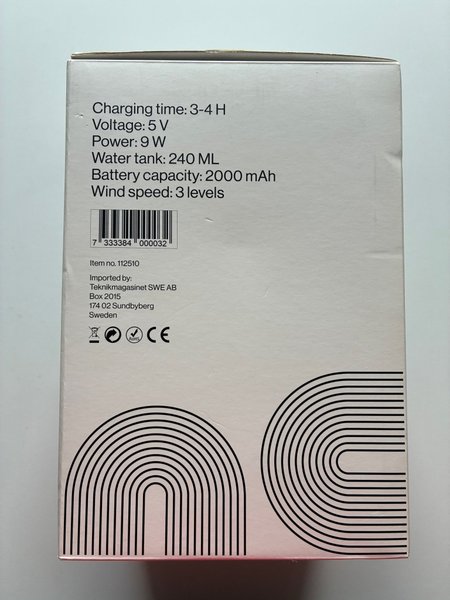 Charging time: 3-4 H
Voltage: 5 V
Power: 9 W
Water tank: 240 ML
Battery capacity: 2000 mAh
Wind speed: 3 levels
7 333384 000032
Item no. 112510
Imported by:
Teknikmagasinet SWE AB
Box 2015
174 02 Sundbyberg
Sweden
RoHS CE